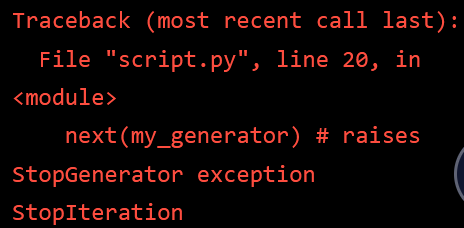 Traceback (most recent call last):
File "script.py", line 20, in
<module>
next(my_generator) # raises
StopGenerator exception
StopIteration